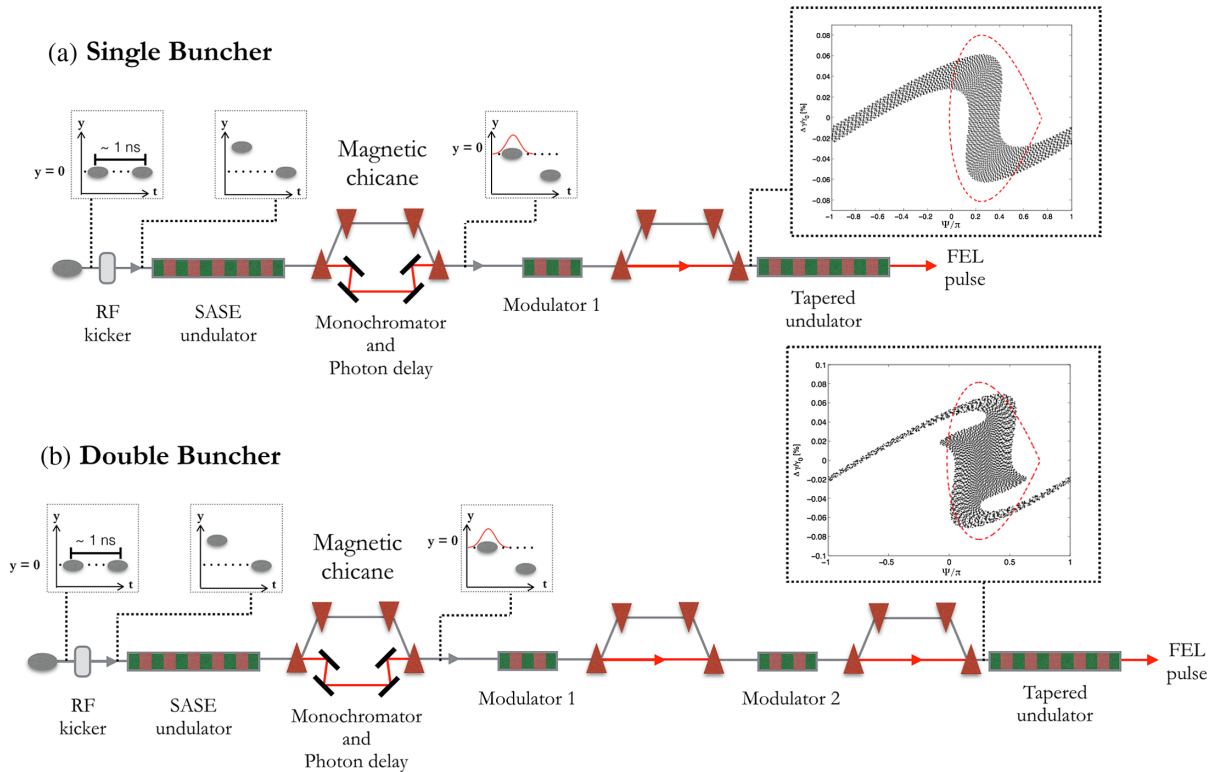 (a) Single Buncher
y
~ 1 ns
y = 0
t
y
t
Magnetic
chicane
y
y = 0
t
RF
kicker
SASE
undulator
Monochromator
and
Photon delay
Modulator 1
Tapered
undulator
FEL
pulse
Δ γ/γ₀ [%]
0.08
0.06
0.04
0.02
0
−0.02
−0.04
−0.06
−0.08
−1 −0.8 −0.6 −0.4 −0.2 0 0.2 0.4 0.6 0.8 1
Ψ/π
(b) Double Buncher
y
~ 1 ns
y = 0
t
y
t
Magnetic
chicane
y
y = 0
t
RF
kicker
SASE
undulator
Monochromator
and
Photon delay
Modulator 1
Modulator 2
Tapered
undulator
FEL
pulse
Δ γ/γ₀ [%]
0.1
0.08
0.06
0.04
0.02
0
−0.02
−0.04
−0.06
−0.08
−0.1
−1 −0.5 0 0.5 1
Ψ/π